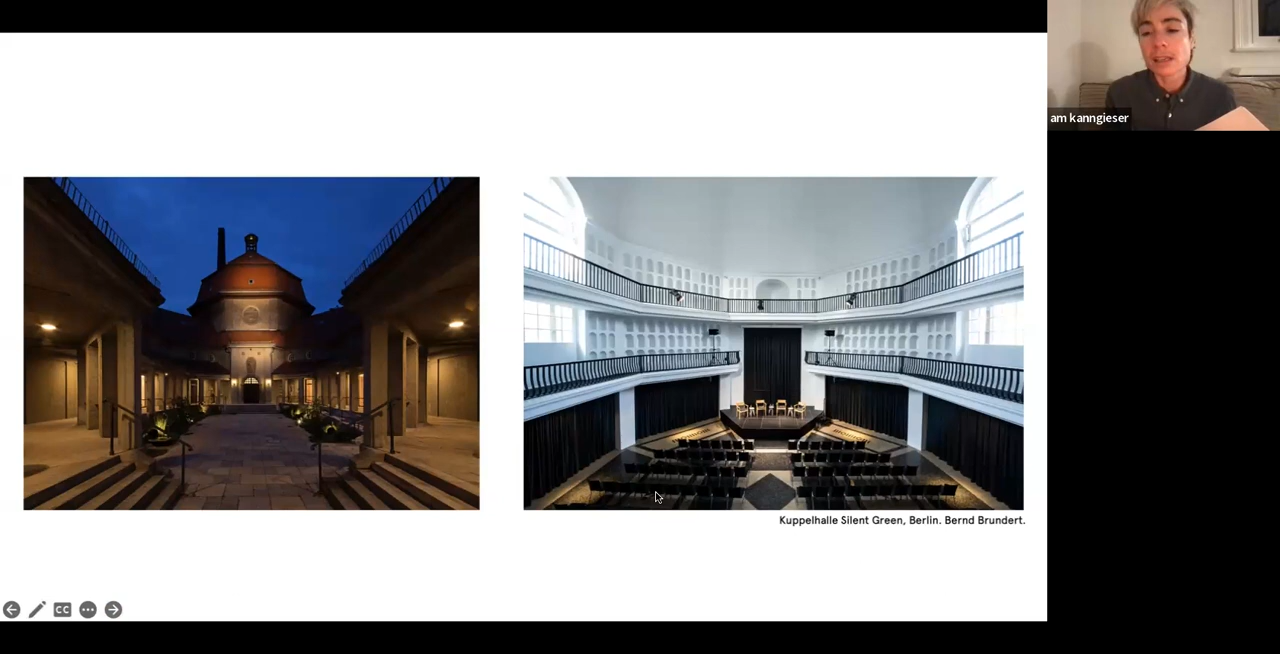 am kanngieser
Kuppelhalle Silent Green, Berlin. Bernd Brundert.
CC